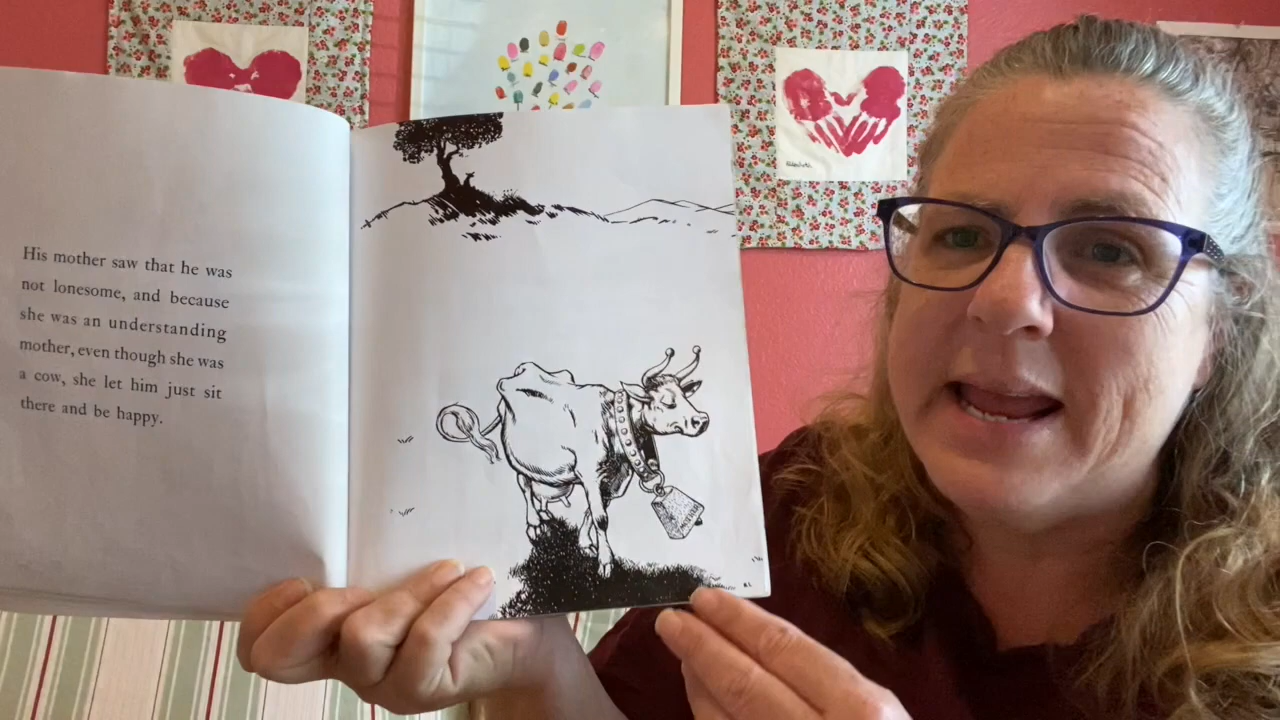 His mother saw that he was
not lonesome, and because
she was an understanding
mother, even though she was
a cow, she let him just sit
there and be happy.